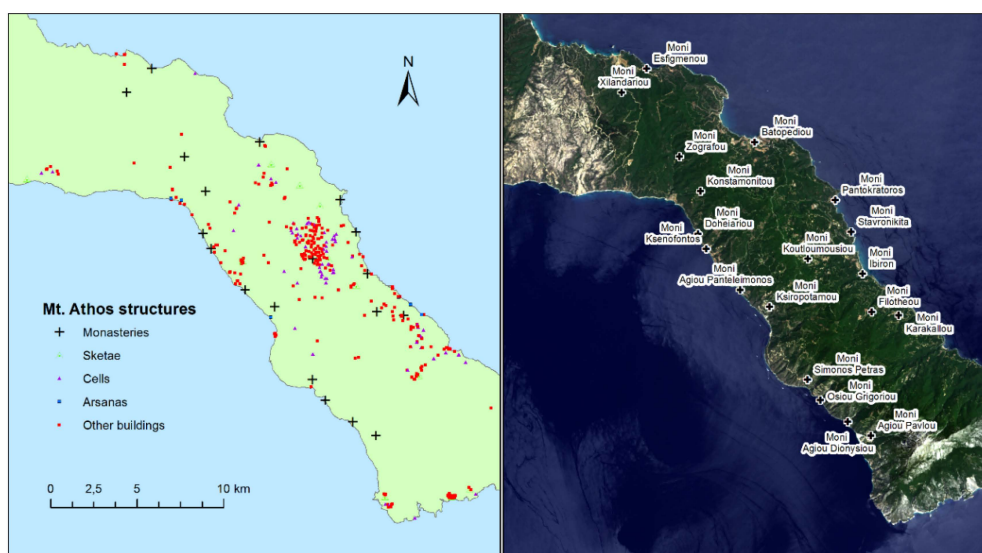 N
Mt. Athos structures
Monasteries
Sketae
Cells
Arsanas
Other buildings
0 2,5 5 10 km
Moni
Esfigmenou
Moni
Xilandariou
Moni
Batopediou
Moni
Zografou
Moni
Konstamonitou
Moni
Pantokratoros
Moni
Doheiariou
Moni
Stavronikita
Moni
Ksenofontos
Moni
Koutloumousiou
Moni
Ibiron
Moni
Agiou Panteleimonos
Moni
Ksiropotamou
Moni
Filotheou
Moni
Karakallou
Moni
Simonos Petras
Moni
Osiou Grigoriou
Moni
Agiou Pavlou
Moni
Agiou Dionysiou